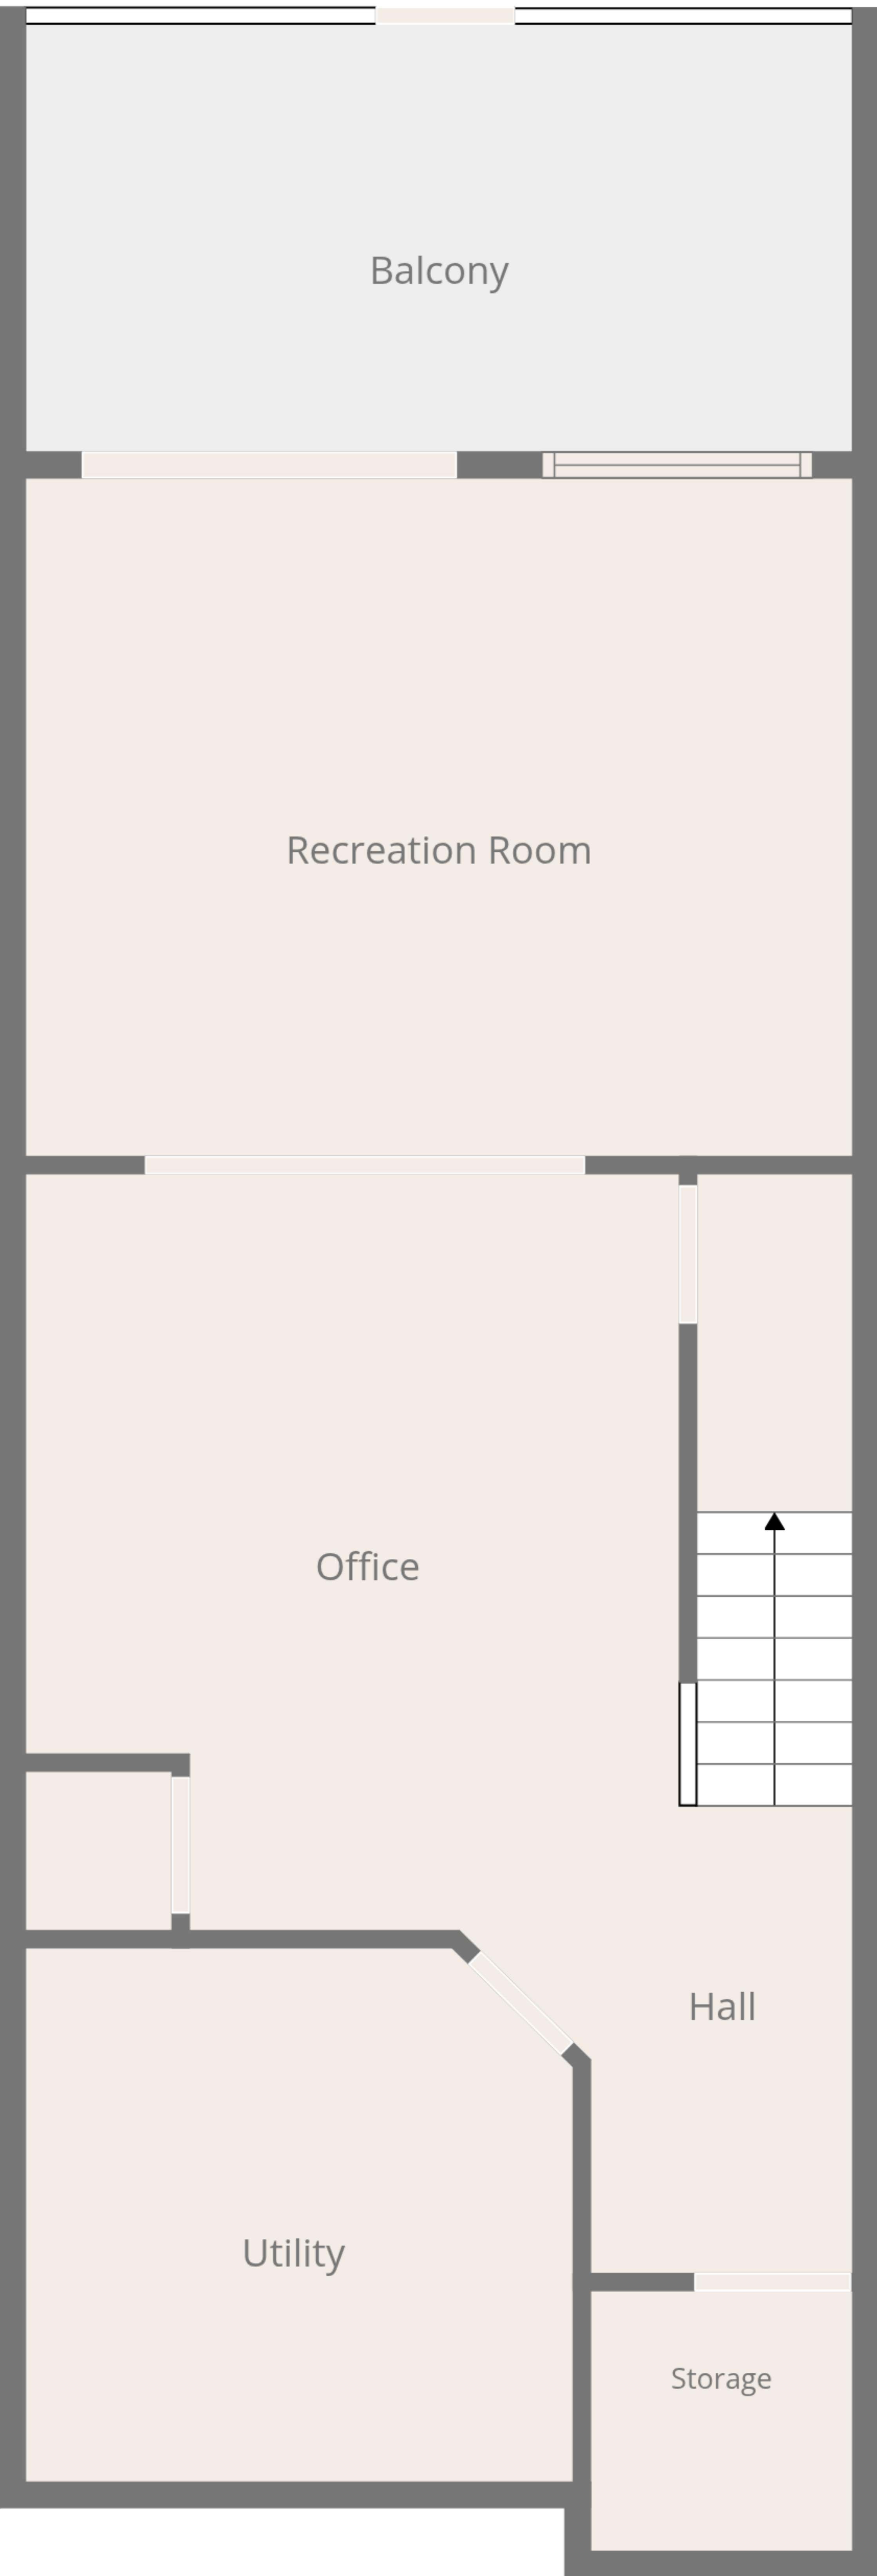 Balcony
Recreation Room
Office
Hall
Utility
Storage